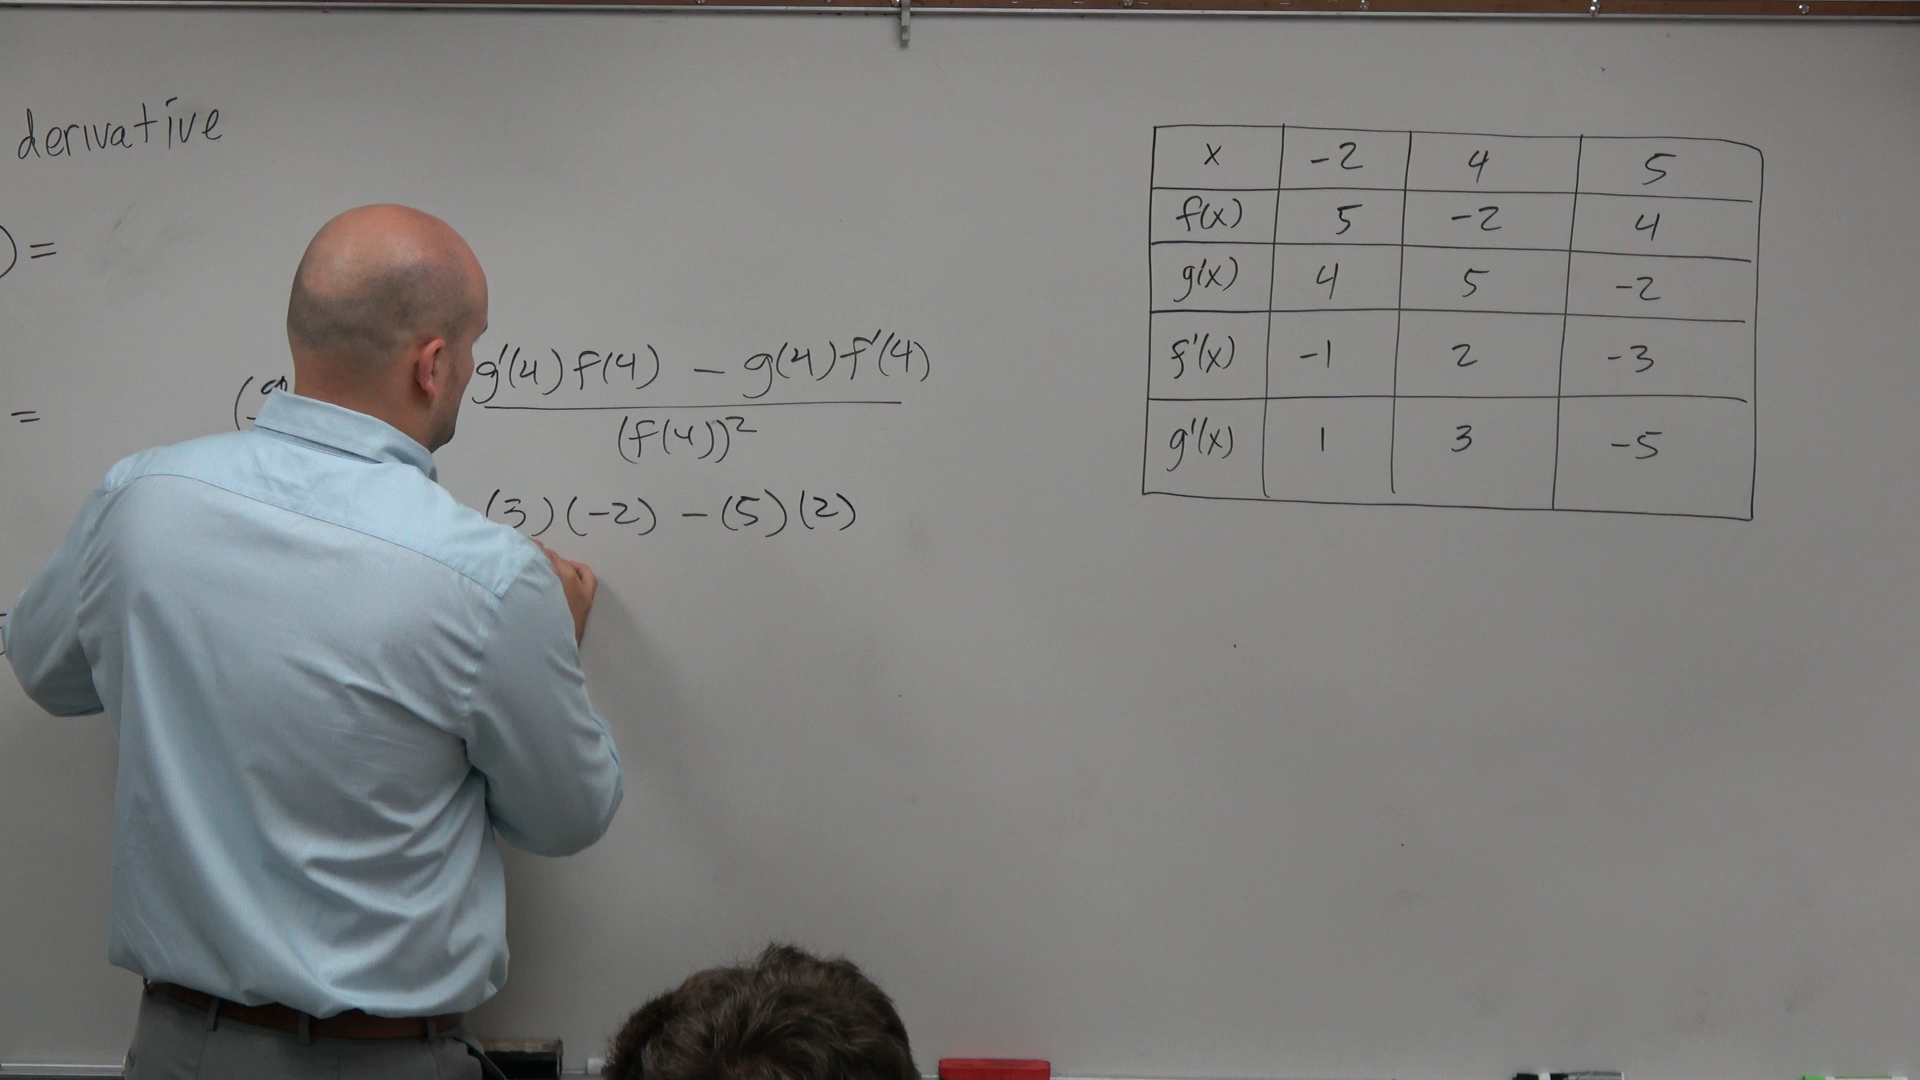 derivative
) =
=
g'(4) f(4) - g(4) f'(4)
(f(4))²
(3)(-2) - (5)(2)
x -2 4 5
f(x) 5 -2 4
g(x) 4 5 -2
f'(x) -1 2 -3
g'(x) 1 3 -5